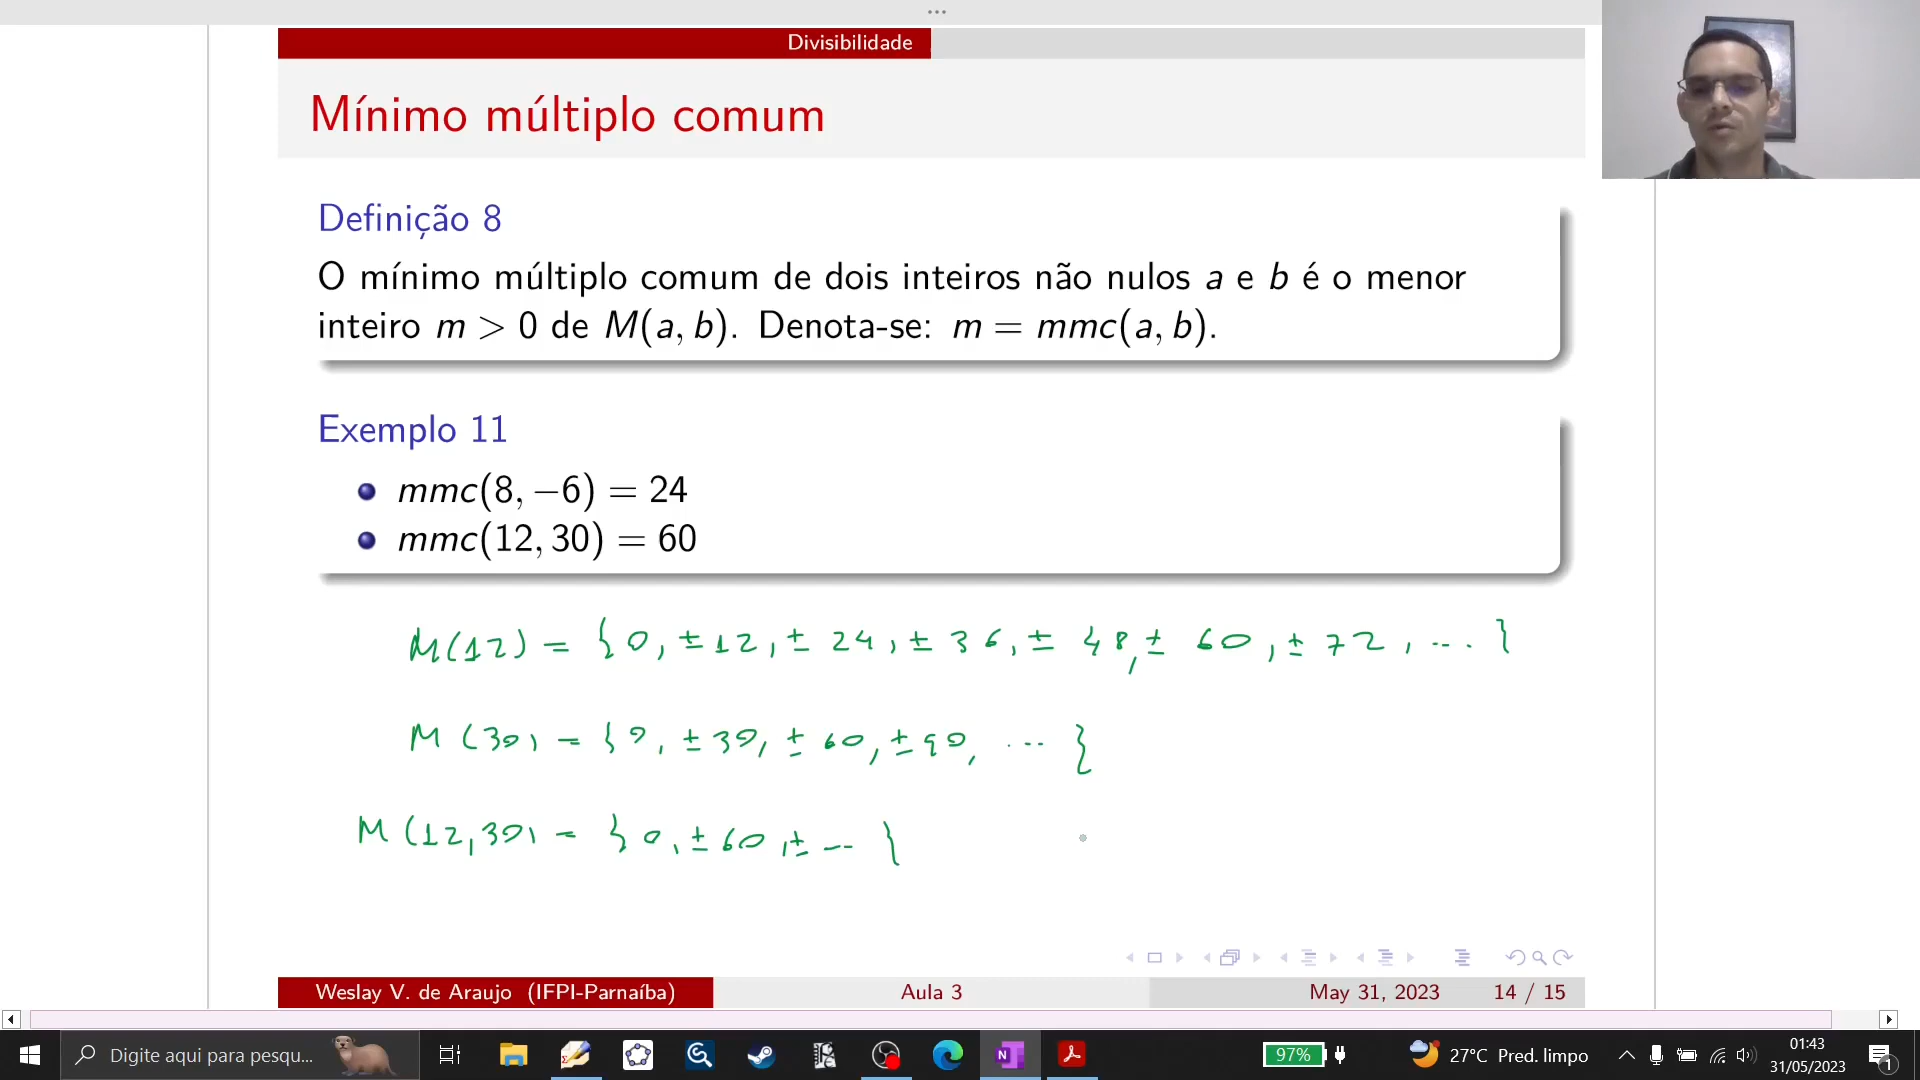 Divisibilidade
Mínimo múltiplo comum
Definição 8
O mínimo múltiplo comum de dois inteiros não nulos a e b é o menor
inteiro m > 0 de M(a, b). Denota-se: m = mmc(a, b).
Exemplo 11
mmc(8, −6) = 24
mmc(12, 30) = 60
M(12) = { 0, ± 12, ± 24, ± 36, ± 48, ± 60, ± 72, ... }
M(30) = { 0, ± 30, ± 60, ± 90, ... }
M(12,30) = { 0, ± 60, ± ... }
Weslay V. de Araujo (IFPI-Parnaíba) Aula 3 May 31, 2023 14 / 15
Digite aqui para pesqu... 97% 27°C Pred. limpo 01:43
31/05/2023 1